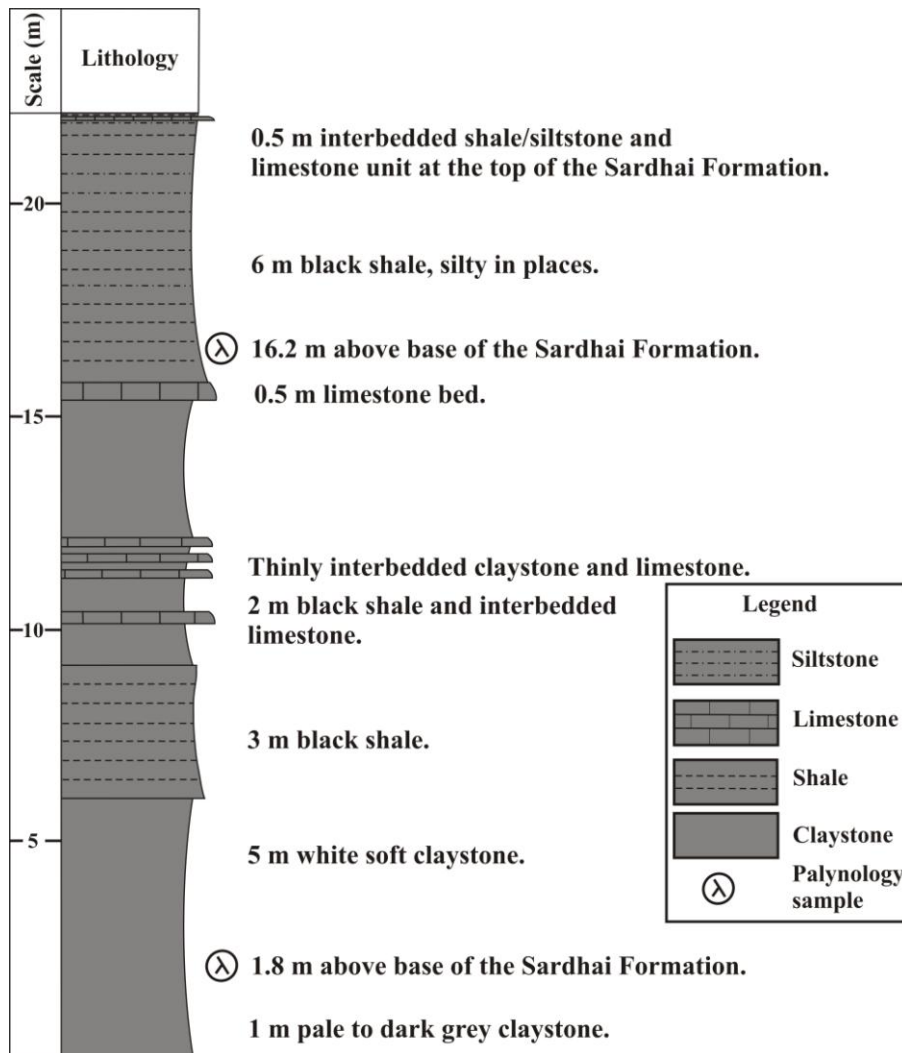 Scale (m)
Lithology
0.5 m interbedded shale/siltstone and
limestone unit at the top of the Sardhai Formation.
20
6 m black shale, silty in places.
λ 16.2 m above base of the Sardhai Formation.
0.5 m limestone bed.
15
Thinly interbedded claystone and limestone.
2 m black shale and interbedded
limestone.
10
3 m black shale.
5
5 m white soft claystone.
λ 1.8 m above base of the Sardhai Formation.
1 m pale to dark grey claystone.
Legend
Siltstone
Limestone
Shale
Claystone
λ Palynology
sample